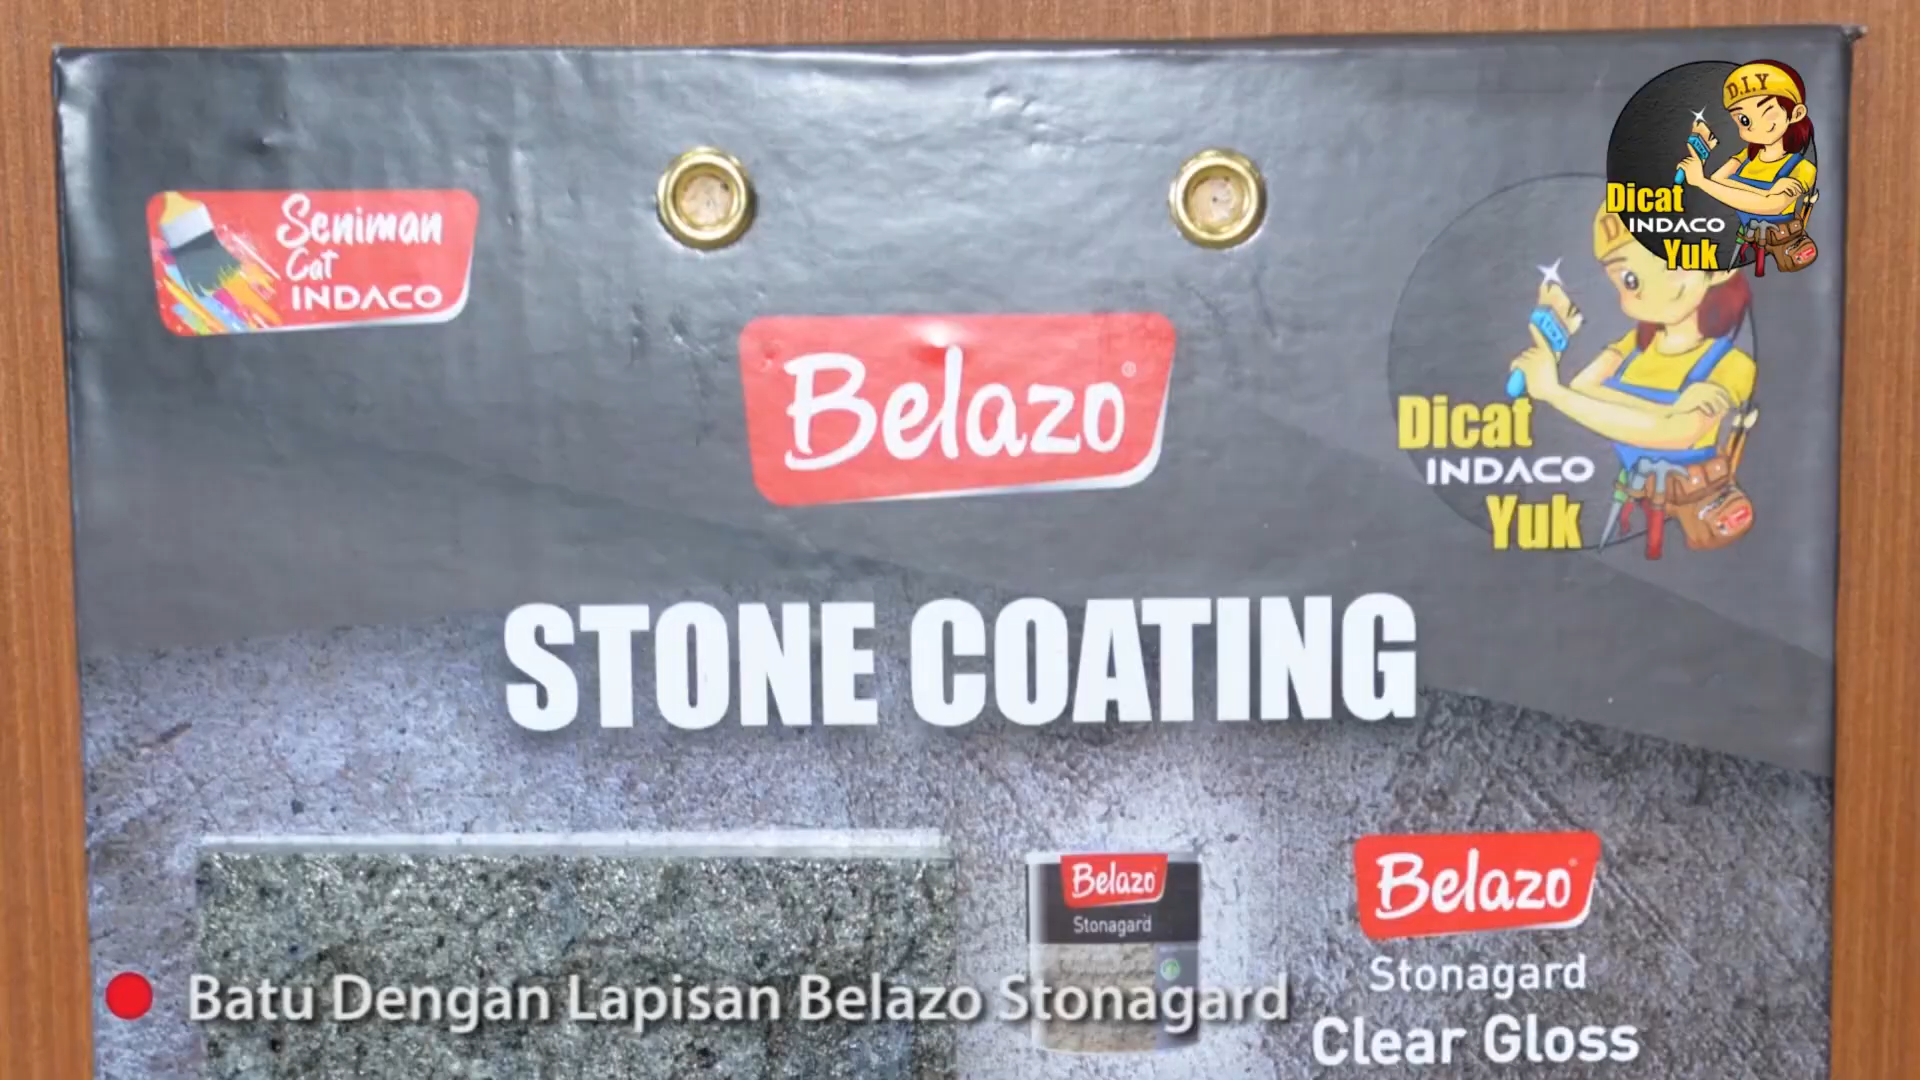 D.I.Y
Dicat
INDACO
Yuk
Seniman
Cat
INDACO
Belazo®
Dicat
INDACO
Yuk
STONE COATING
Belazo
Stonagard
Belazo
Stonagard
Clear Gloss
Batu Dengan Lapisan Belazo Stonagard